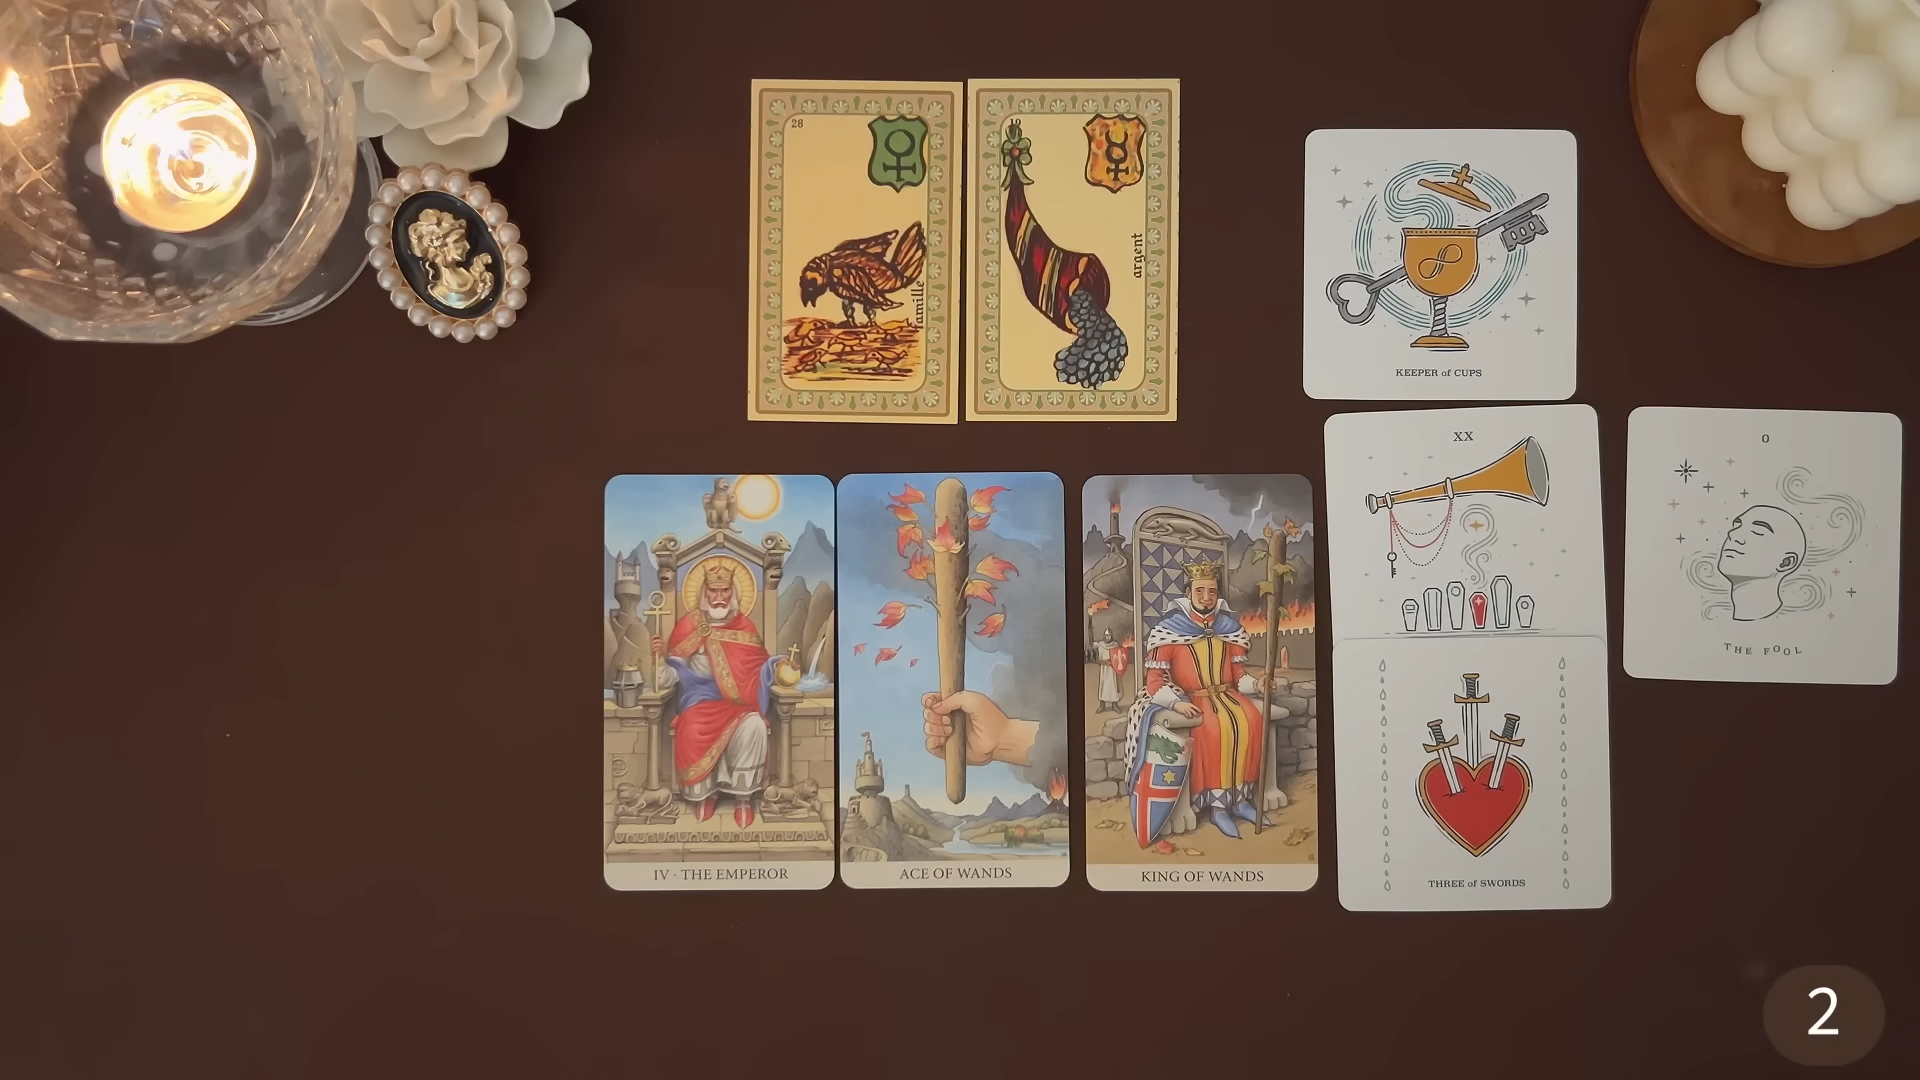 28
famille
19
argent
KEEPER of CUPS
XX
0
THE FOOL
IV · THE EMPEROR
ACE OF WANDS
KING OF WANDS
THREE of SWORDS
2